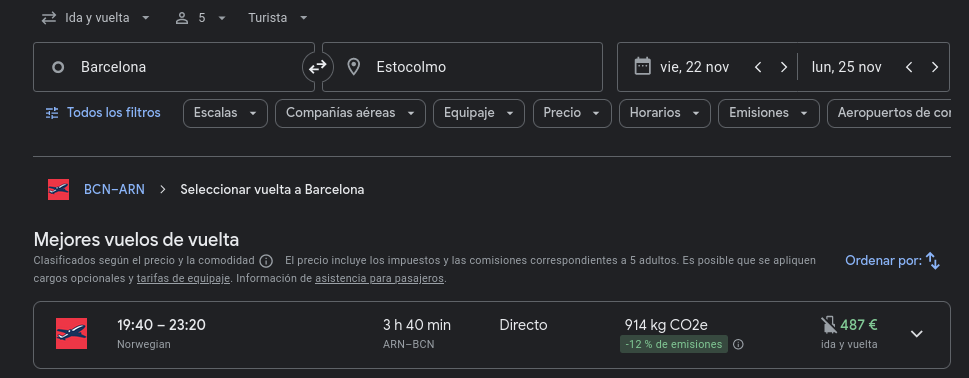 Ida y vuelta 5 Turista
Barcelona Estocolmo vie, 22 nov lun, 25 nov
Todos los filtros Escalas Compañías aéreas Equipaje Precio Horarios Emisiones Aeropuertos de con
BCN–ARN Seleccionar vuelta a Barcelona
Mejores vuelos de vuelta
Clasificados según el precio y la comodidad El precio incluye los impuestos y las comisiones correspondientes a 5 adultos. Es posible que se apliquen
cargos opcionales y tarifas de equipaje. Información de asistencia para pasajeros.
Ordenar por:
19:40 – 23:20 3 h 40 min Directo 914 kg CO2e 487 €
Norwegian ARN–BCN -12 % de emisiones ida y vuelta